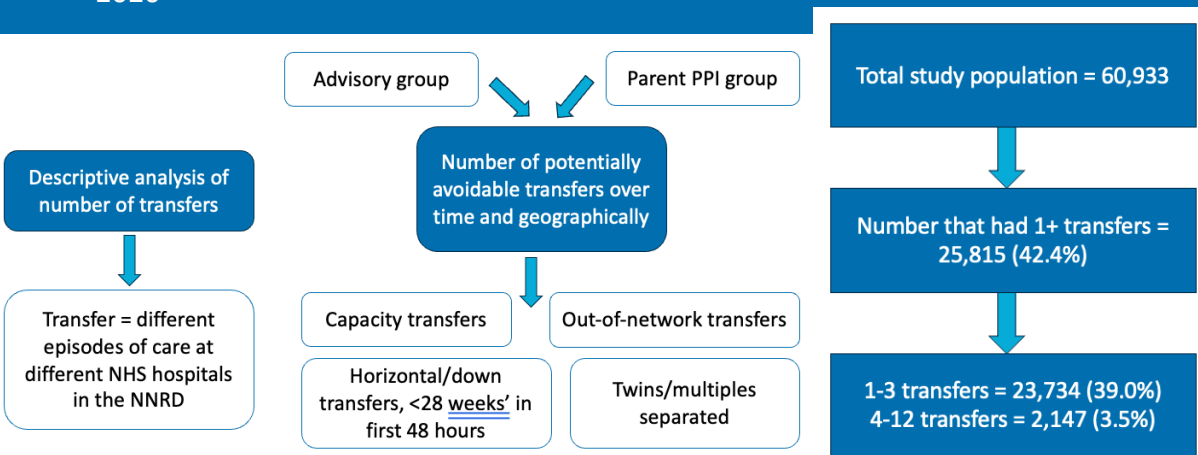 Descriptive analysis of
number of transfers
Transfer = different
episodes of care at
different NHS hospitals
in the NNRD
Advisory group
Parent PPI group
Number of potentially
avoidable transfers over
time and geographically
Capacity transfers
Out-of-network transfers
Horizontal/down
transfers, <28 weeks’ in
first 48 hours
Twins/multiples
separated
Total study population = 60,933
Number that had 1+ transfers =
25,815 (42.4%)
1-3 transfers = 23,734 (39.0%)
4-12 transfers = 2,147 (3.5%)